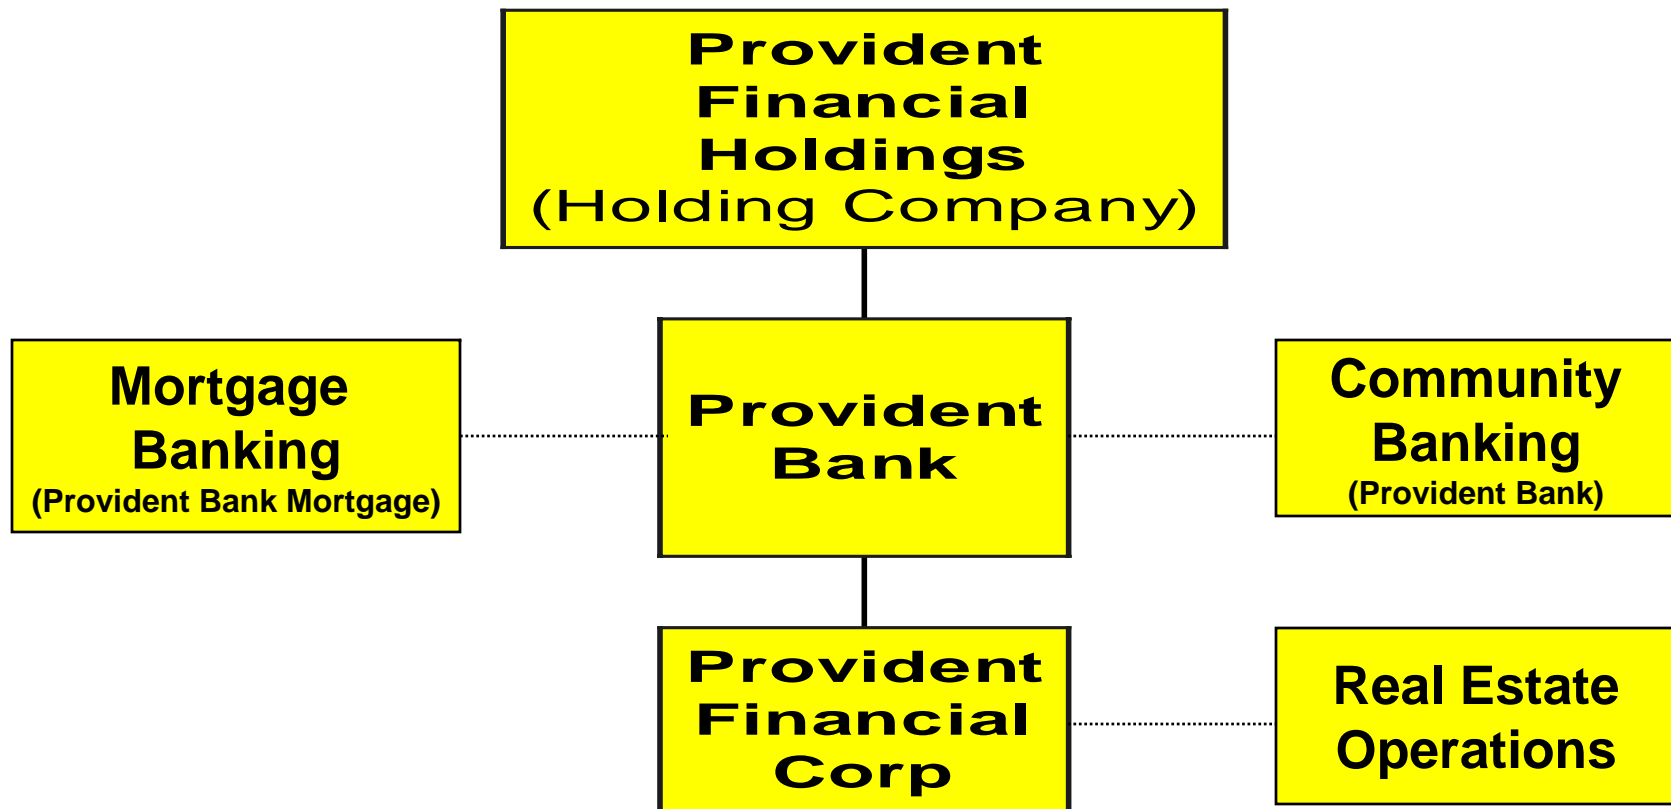 Provident
Financial
Holdings
(Holding Company)
Mortgage
Banking
(Provident Bank Mortgage)
Provident
Bank
Community
Banking
(Provident Bank)
Provident
Financial
Corp
Real Estate
Operations